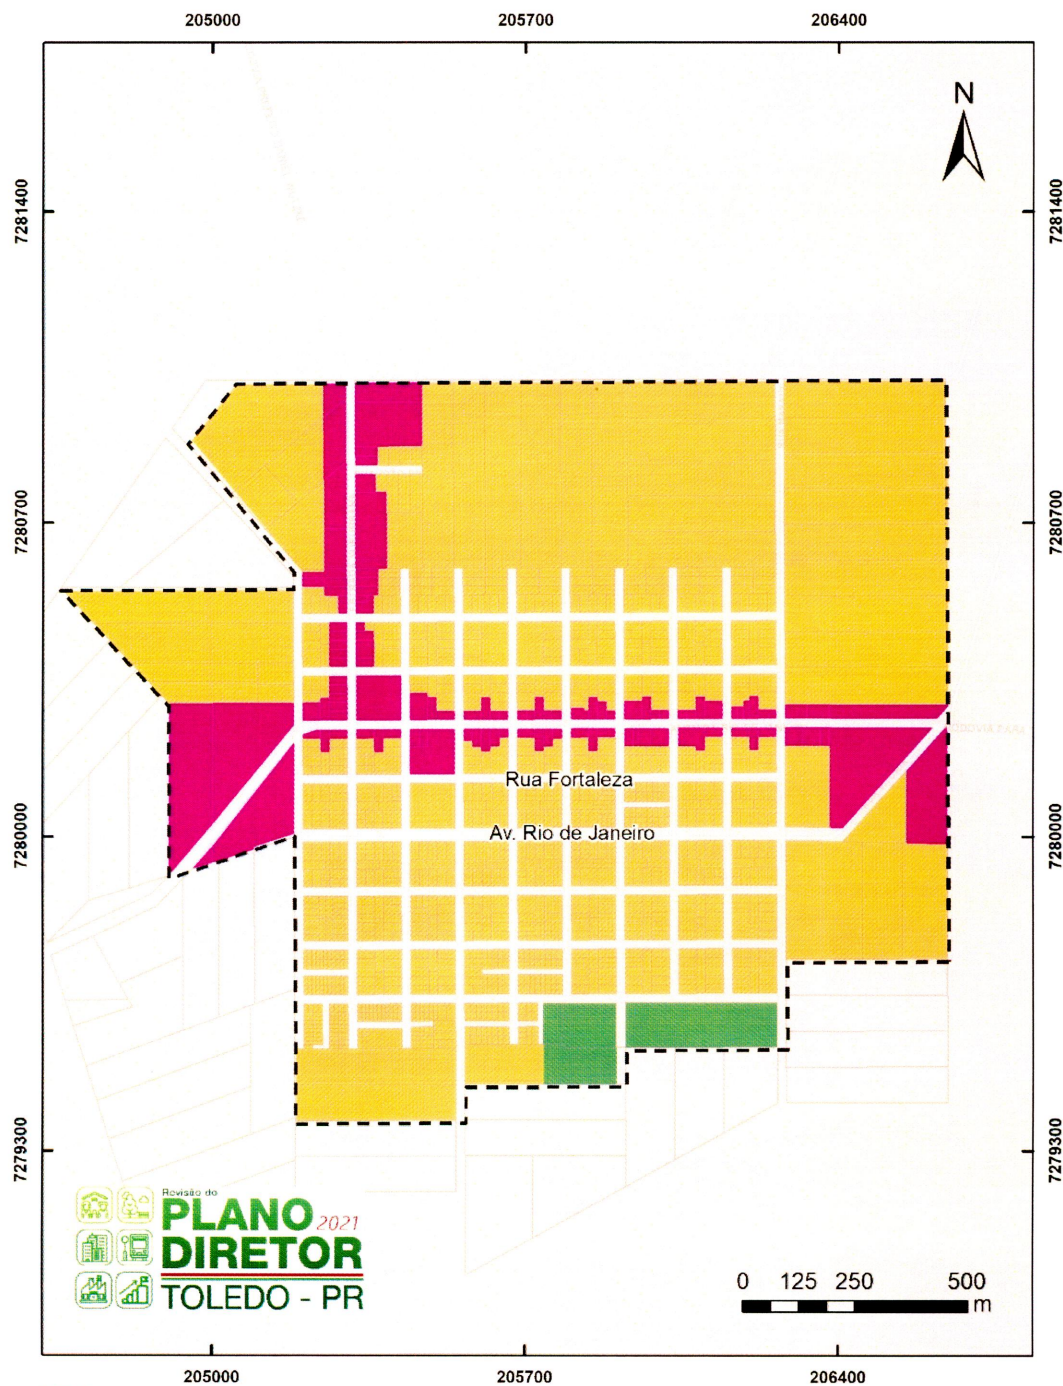 205000 205700 206400
N
7281400 7281400
7280700 7280700
Rua Fortaleza
Av. Rio de Janeiro
7280000 7280000
7279300 7279300
Revisão do
PLANO 2021
DIRETOR
TOLEDO - PR
0 125 250 500
m
205000 205700 206400